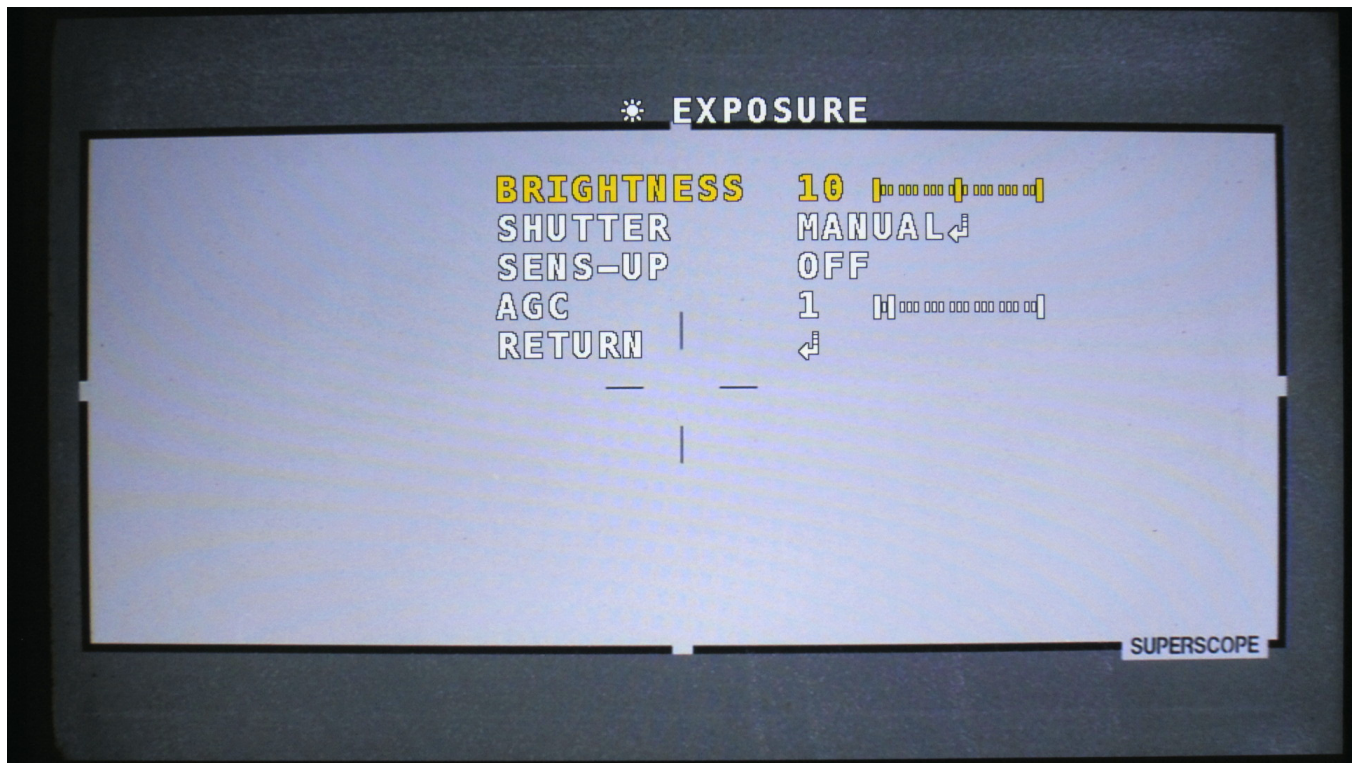 EXPOSURE
BRIGHTNESS 10
SHUTTER MANUAL↲
SENS-UP OFF
AGC 1
RETURN ↲
SUPERSCOPE